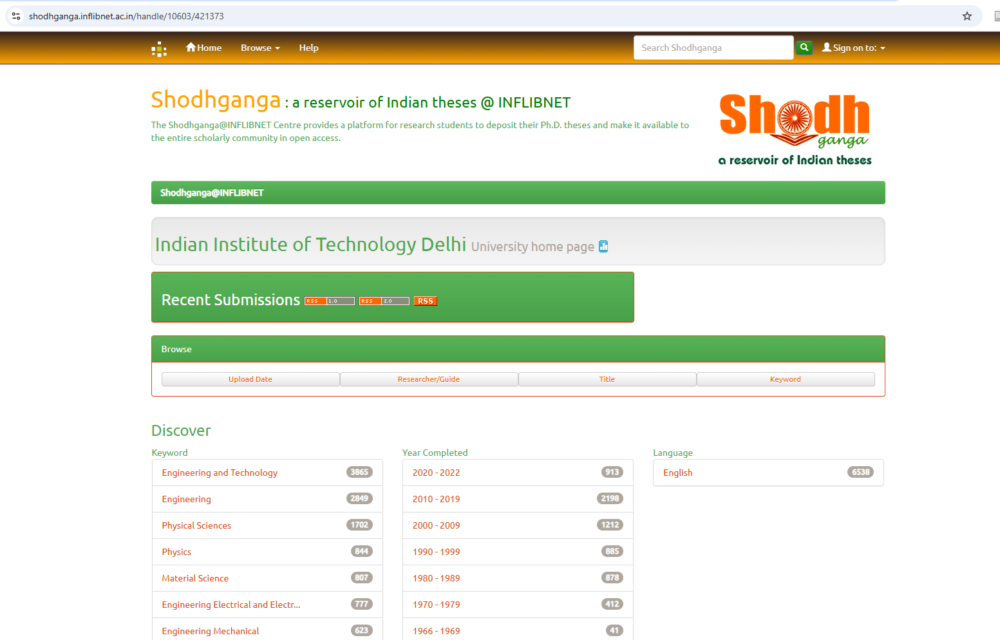 shodhganga.inflibnet.ac.in/handle/10603/421373
Home Browse Help Search Shodhganga Sign on to:
Shodhganga : a reservoir of Indian theses @ INFLIBNET
The Shodhganga@INFLIBNET Centre provides a platform for research students to deposit their Ph.D. theses and make it available to
the entire scholarly community in open access.
Shodh
ganga
a reservoir of Indian theses
Shodhganga@INFLIBNET
Indian Institute of Technology Delhi University home page
Recent Submissions RSS 1.0 RSS 2.0 RSS
Browse
Upload Date Researcher/Guide Title Keyword
Discover
Keyword
Engineering and Technology 3865
Engineering 2849
Physical Sciences 1702
Physics 844
Material Science 807
Engineering Electrical and Electr... 777
Engineering Mechanical 623
Year Completed
2020 - 2022 913
2010 - 2019 2198
2000 - 2009 1212
1990 - 1999 885
1980 - 1989 878
1970 - 1979 412
1966 - 1969 41
Language
English 6538